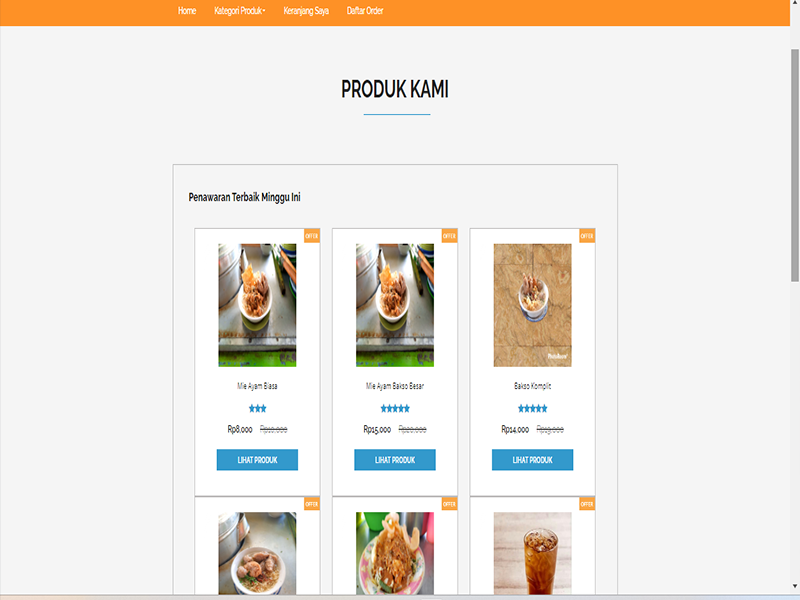 Home Kategori Produk Keranjang Saya Daftar Order
PRODUK KAMI
Penawaran Terbaik Minggu Ini
OFFER OFFER OFFER
Mie Ayam Biasa Mie Ayam Bakso Besar Bakso Komplit
Rp8,000 Rp10,000 Rp15,000 Rp20,000 Rp14,000 Rp19,000
LIHAT PRODUK LIHAT PRODUK LIHAT PRODUK
OFFER OFFER OFFER